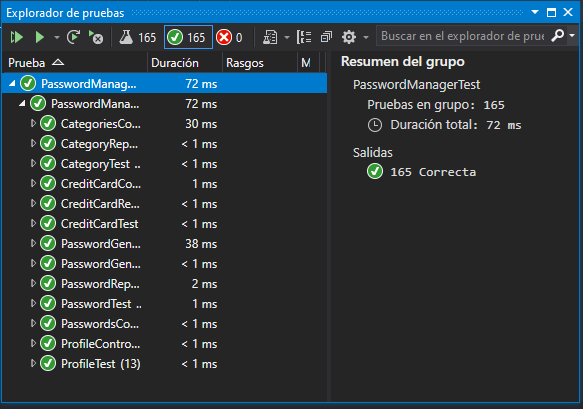 Explorador de pruebas
165 165 0 Buscar en el explorador de prue
Prueba Duración Rasgos M
PasswordManag... 72 ms
PasswordMana... 72 ms
CategoriesCo... 30 ms
CategoryRep... < 1 ms
CategoryTest .. < 1 ms
CreditCardCo... 1 ms
CreditCardRe... < 1 ms
CreditCardTest < 1 ms
PasswordGen... 38 ms
PasswordGen... < 1 ms
PasswordRep... 2 ms
PasswordTest .. 1 ms
PasswordsCo... < 1 ms
ProfileContro... < 1 ms
ProfileTest (13) < 1 ms
Resumen del grupo
PasswordManagerTest
Pruebas en grupo: 165
Duración total: 72 ms
Salidas
165 Correcta